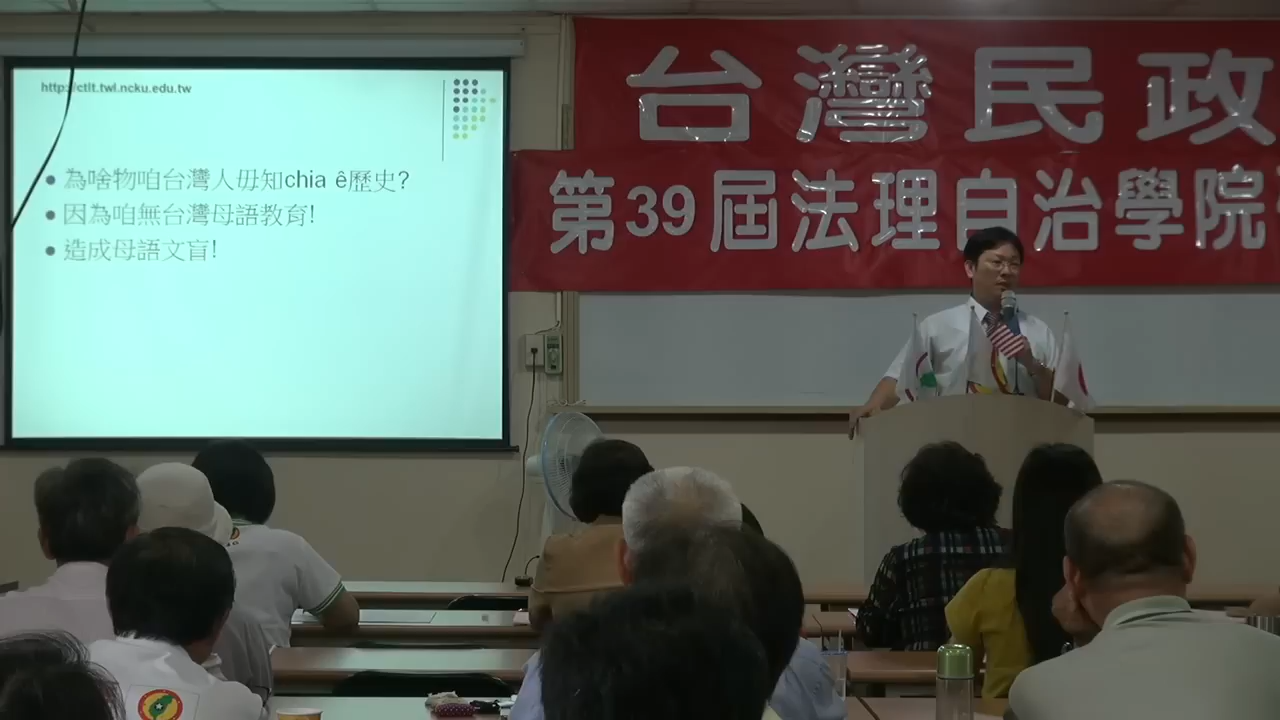 http://ctlt.twl.ncku.edu.tw
為啥物咱台灣人毋知chia ê歷史?
因為咱無台灣母語教育!
造成母語文盲!
台灣民政
第39屆法理自治學院